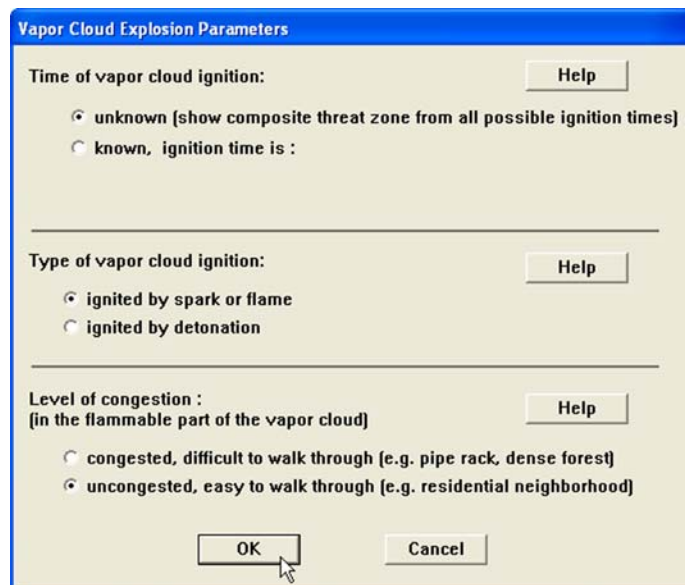 Vapor Cloud Explosion Parameters
Time of vapor cloud ignition:
Help
unknown (show composite threat zone from all possible ignition times)
known, ignition time is :
Type of vapor cloud ignition:
Help
ignited by spark or flame
ignited by detonation
Level of congestion :
(in the flammable part of the vapor cloud)
Help
congested, difficult to walk through (e.g. pipe rack, dense forest)
uncongested, easy to walk through (e.g. residential neighborhood)
OK
Cancel